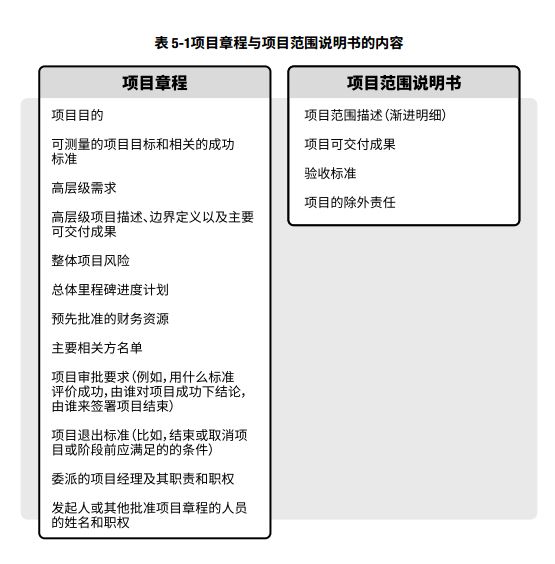 表 5-1项目章程与项目范围说明书的内容
项目章程
项目目的
可测量的项目目标和相关的成功
标准
高层级需求
高层级项目描述、边界定义以及主要
可交付成果
整体项目风险
总体里程碑进度计划
预先批准的财务资源
主要相关方名单
项目审批要求（例如，用什么标准
评价成功，由谁对项目成功下结论，
由谁来签署项目结束）
项目退出标准（比如，结束或取消项
目或阶段前应满足的的条件）
委派的项目经理及其职责和职权
发起人或其他批准项目章程的人员
的姓名和职权
项目范围说明书
项目范围描述（渐进明细）
项目可交付成果
验收标准
项目的除外责任